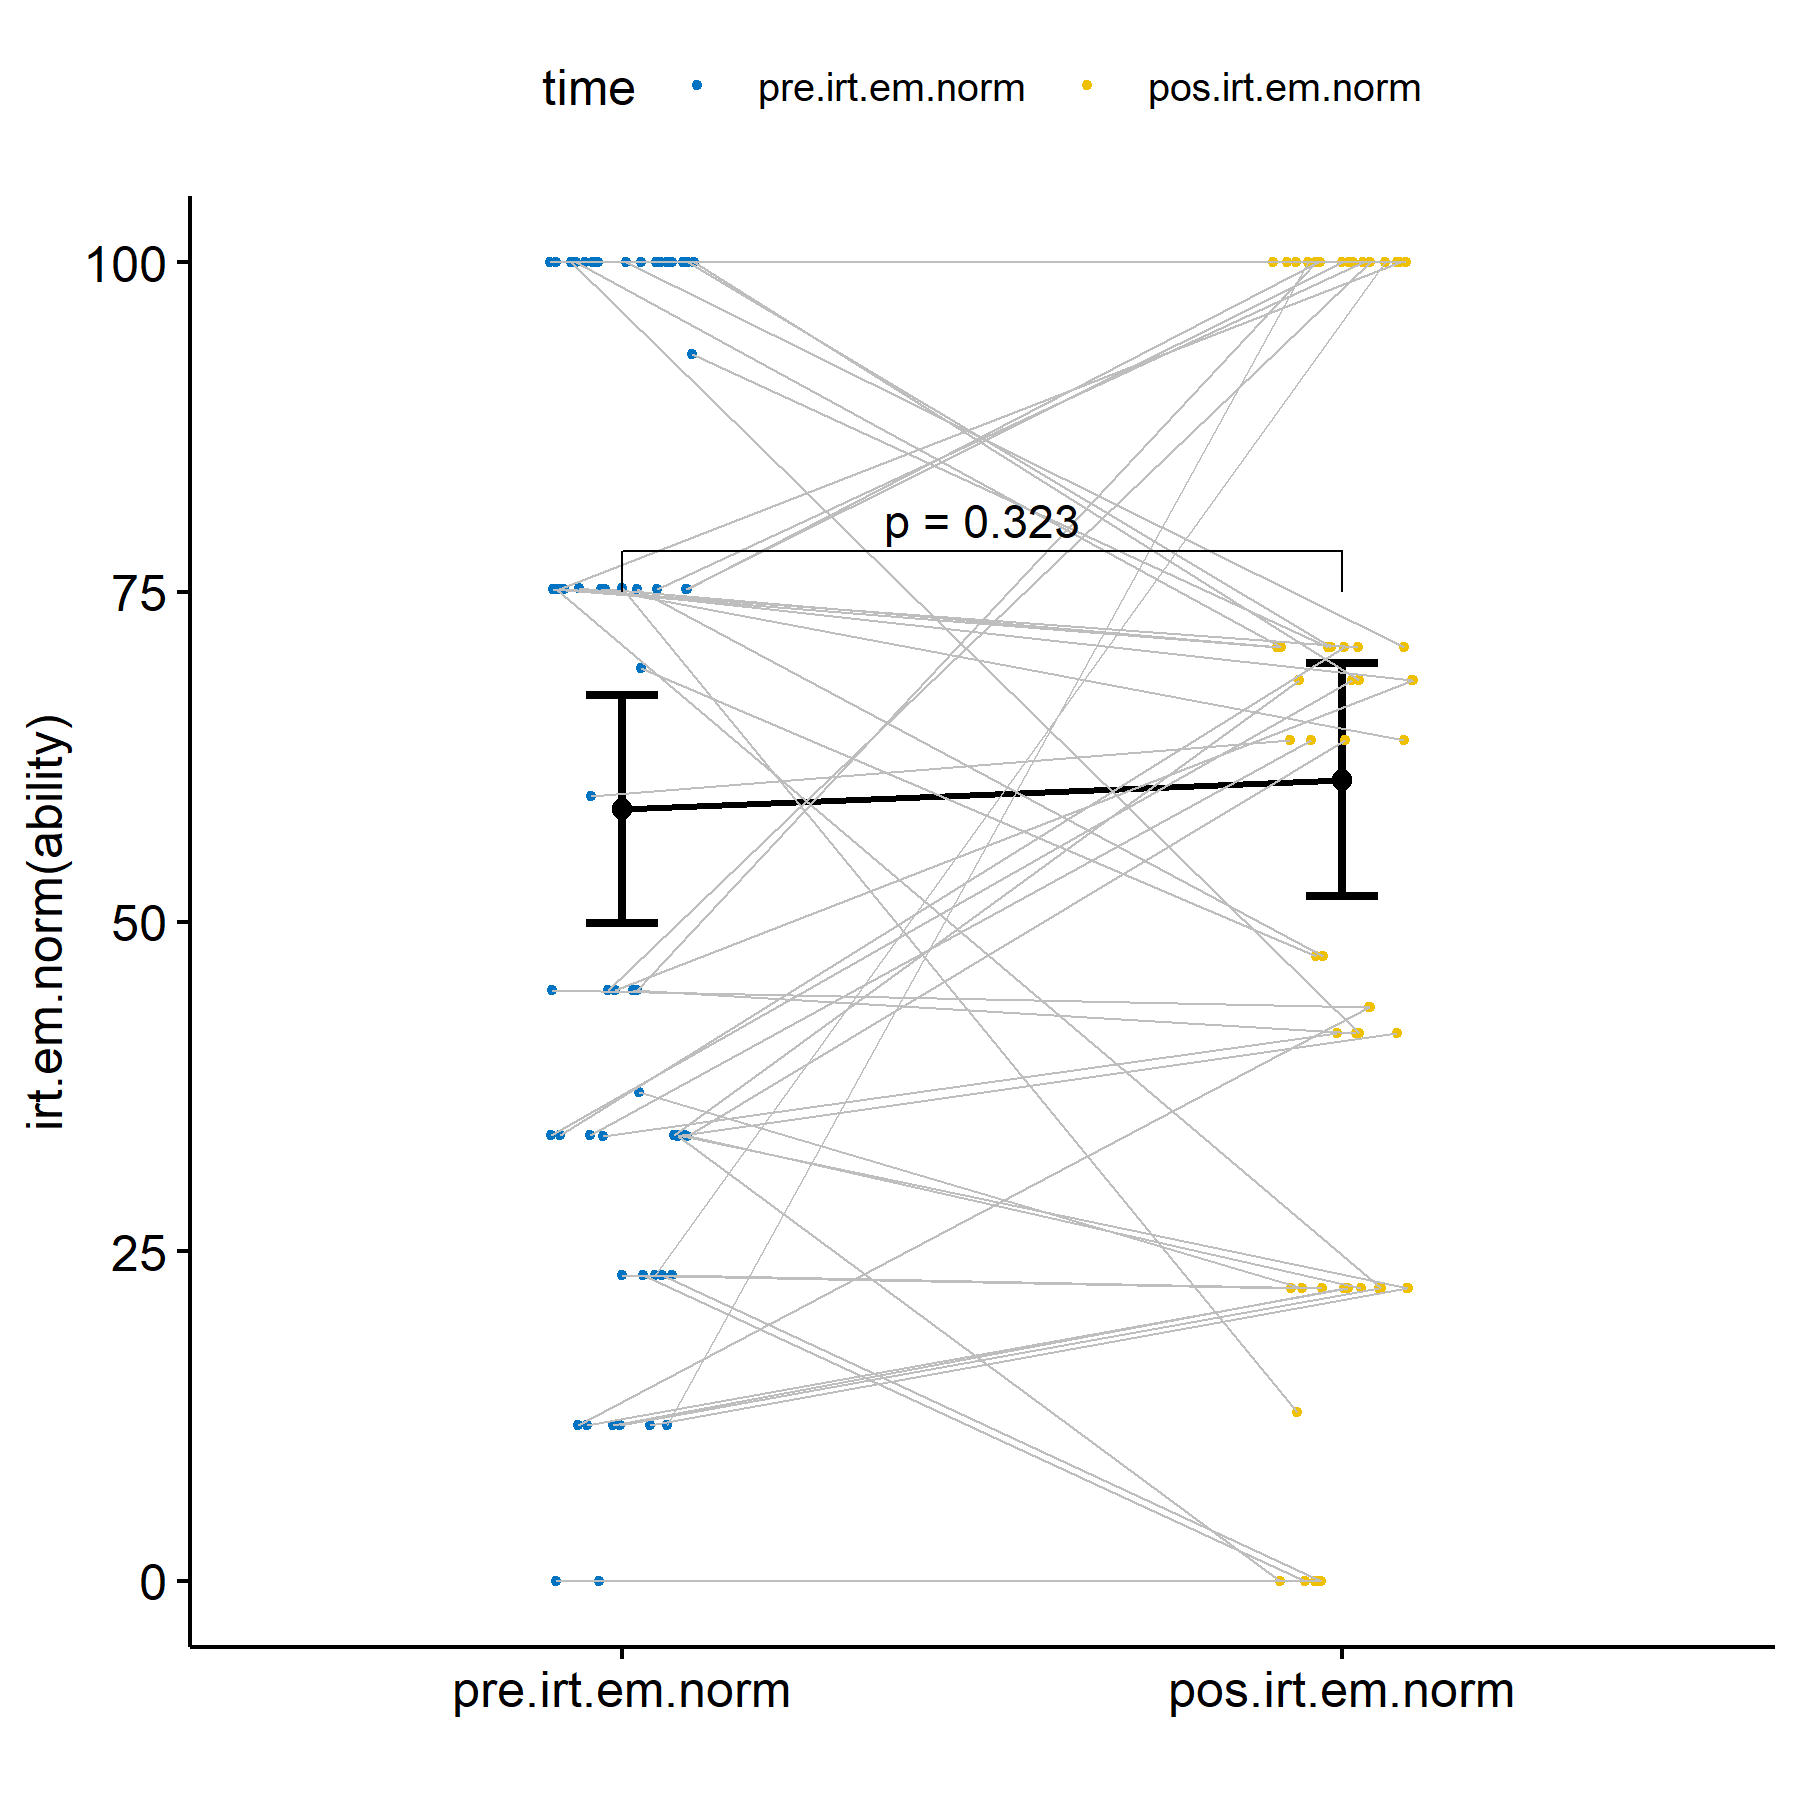 time pre.irt.em.norm pos.irt.em.norm
100
75
50
25
0
irt.em.norm(ability)
p = 0.323
pre.irt.em.norm pos.irt.em.norm